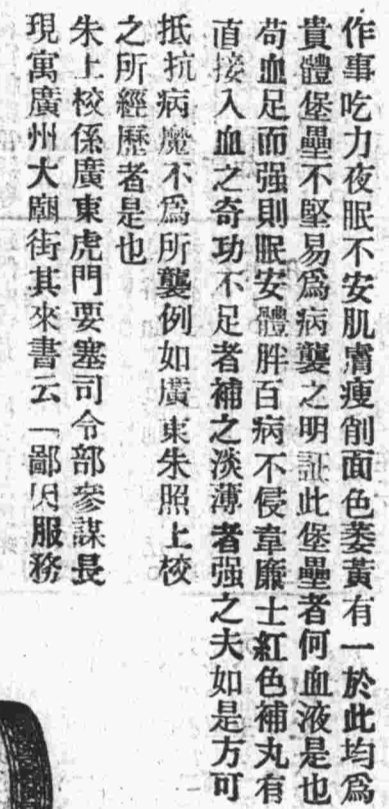 作事吃力夜眠不安肌膚瘦削面色萎黃有一於此均爲
貴體堡壘不堅易爲病襲之明証此堡壘者何血液是也
苟血足而强則眠安體胖百病不侵韋廉士紅色補丸有
直接入血之奇功不足者補之淡薄者强之夫如是方可
抵抗病魔不爲所襲例如廣東朱照上校
之所經歷者是也
朱上校係廣東虎門要塞司令部參謀長
現寓廣州大廟街其來書云「鄙因服務